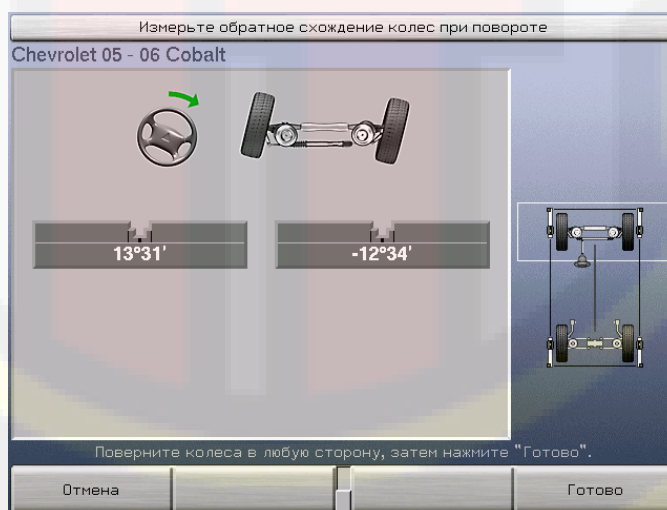 Измерьте обратное схождение колес при повороте
Chevrolet 05 - 06 Cobalt
13°31' -12°34'
Поверните колеса в любую сторону, затем нажмите "Готово".
Отмена Готово